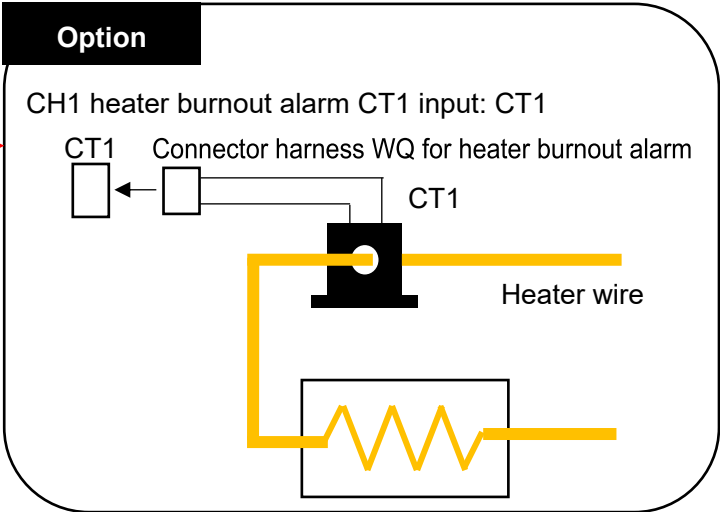 Option
CH1 heater burnout alarm CT1 input: CT1
CT1 Connector harness WQ for heater burnout alarm
CT1
Heater wire